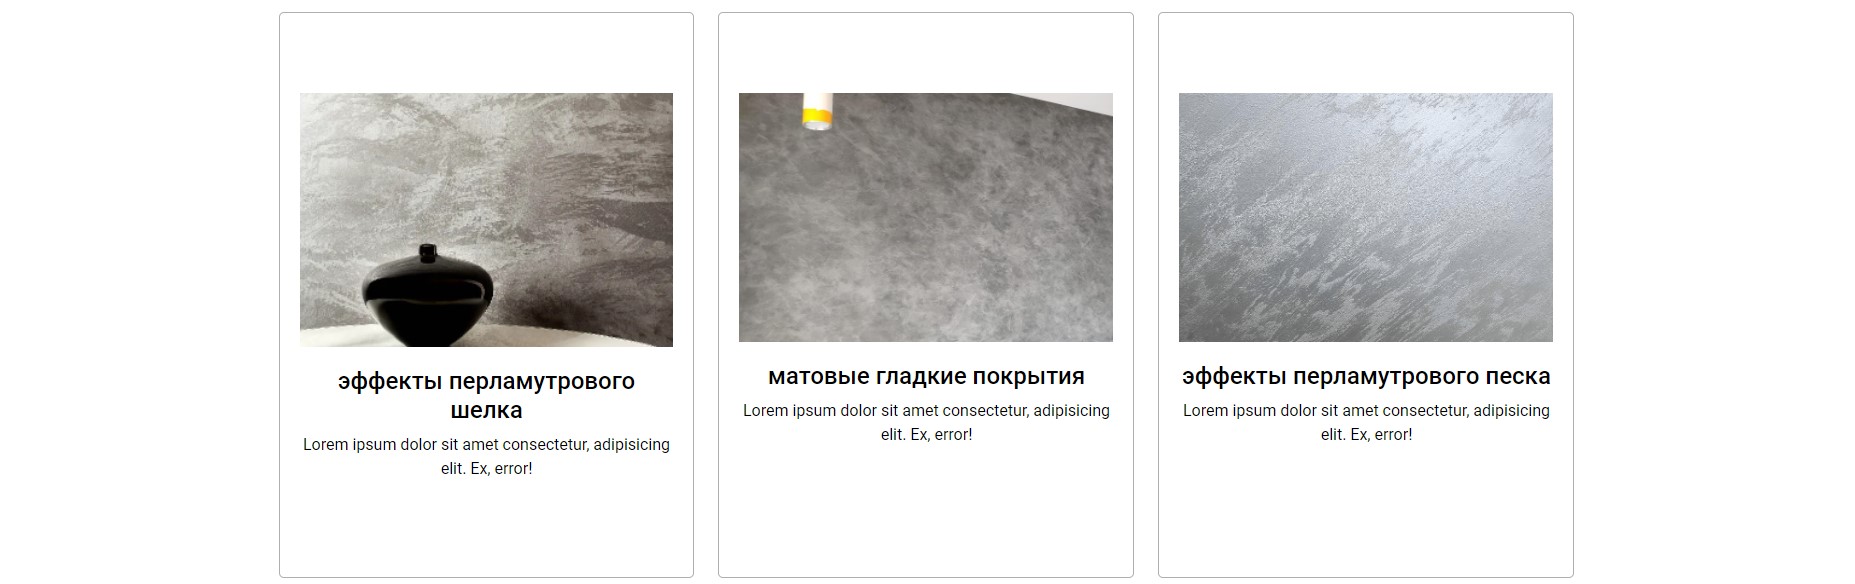 эффекты перламутрового
шелка
Lorem ipsum dolor sit amet consectetur, adipisicing
elit. Ex, error!
матовые гладкие покрытия
Lorem ipsum dolor sit amet consectetur, adipisicing
elit. Ex, error!
эффекты перламутрового песка
Lorem ipsum dolor sit amet consectetur, adipisicing
elit. Ex, error!